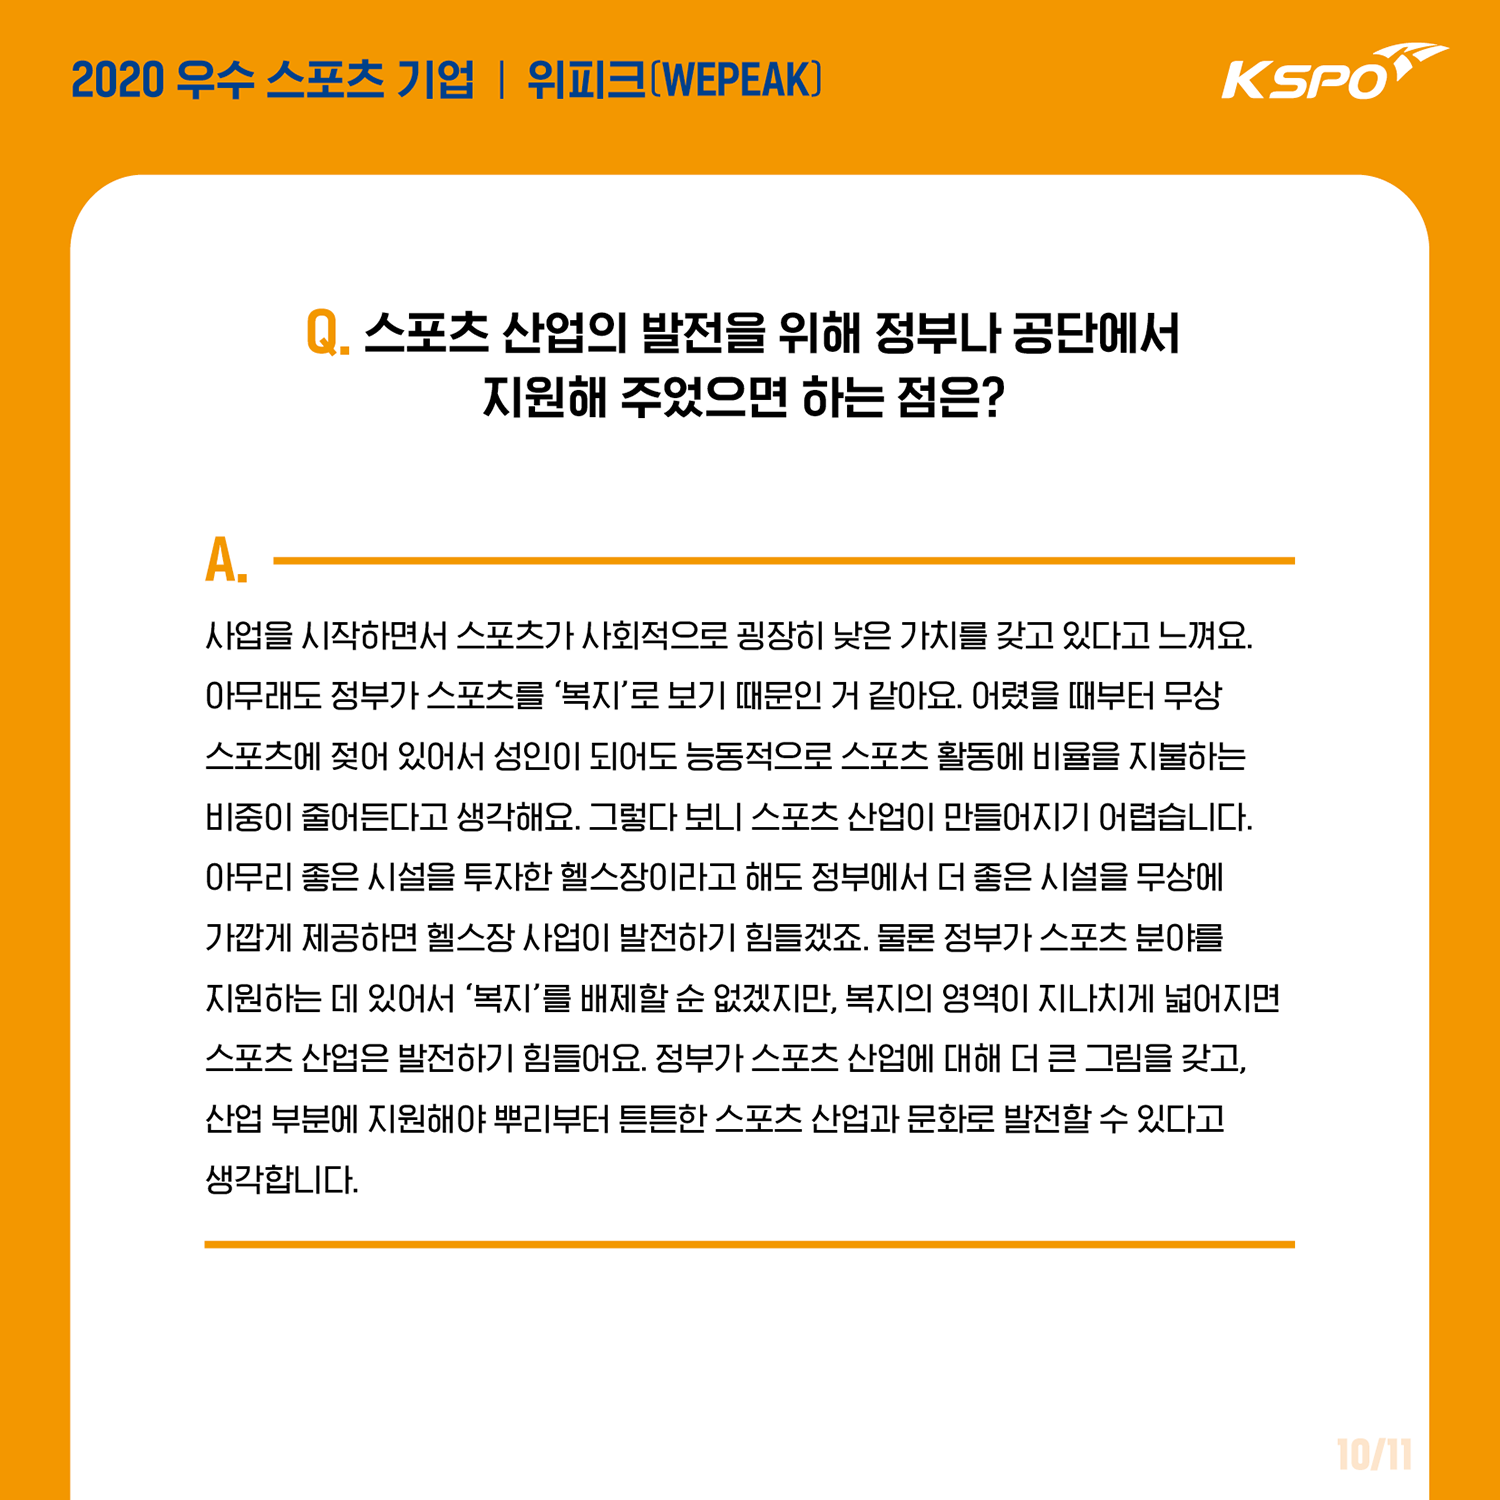 2020 우수 스포츠 기업 | 위피크(WEPEAK)
KSPO
Q. 스포츠 산업의 발전을 위해 정부나 공단에서
지원해 주었으면 하는 점은?
A.
사업을 시작하면서 스포츠가 사회적으로 굉장히 낮은 가치를 갖고 있다고 느껴요.
아무래도 정부가 스포츠를 ‘복지’로 보기 때문인 거 같아요. 어렸을 때부터 무상
스포츠에 젖어 있어서 성인이 되어도 능동적으로 스포츠 활동에 비율을 지불하는
비중이 줄어든다고 생각해요. 그렇다 보니 스포츠 산업이 만들어지기 어렵습니다.
아무리 좋은 시설을 투자한 헬스장이라고 해도 정부에서 더 좋은 시설을 무상에
가깝게 제공하면 헬스장 사업이 발전하기 힘들겠죠. 물론 정부가 스포츠 분야를
지원하는 데 있어서 ‘복지’를 배제할 순 없겠지만, 복지의 영역이 지나치게 넓어지면
스포츠 산업은 발전하기 힘들어요. 정부가 스포츠 산업에 대해 더 큰 그림을 갖고,
산업 부분에 지원해야 뿌리부터 튼튼한 스포츠 산업과 문화로 발전할 수 있다고
생각합니다.
10/11